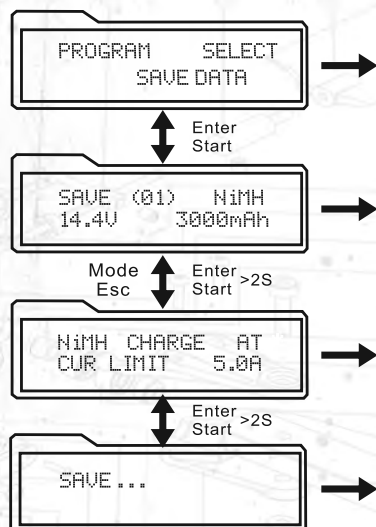 PROGRAM SELECT
SAVE DATA
Enter
Start
SAVE (01) NiMH
14.4V 3000mAh
Mode Enter >2S
Esc Start
NiMH CHARGE AT
CUR LIMIT 5.0A
Enter >2S
Start
SAVE...